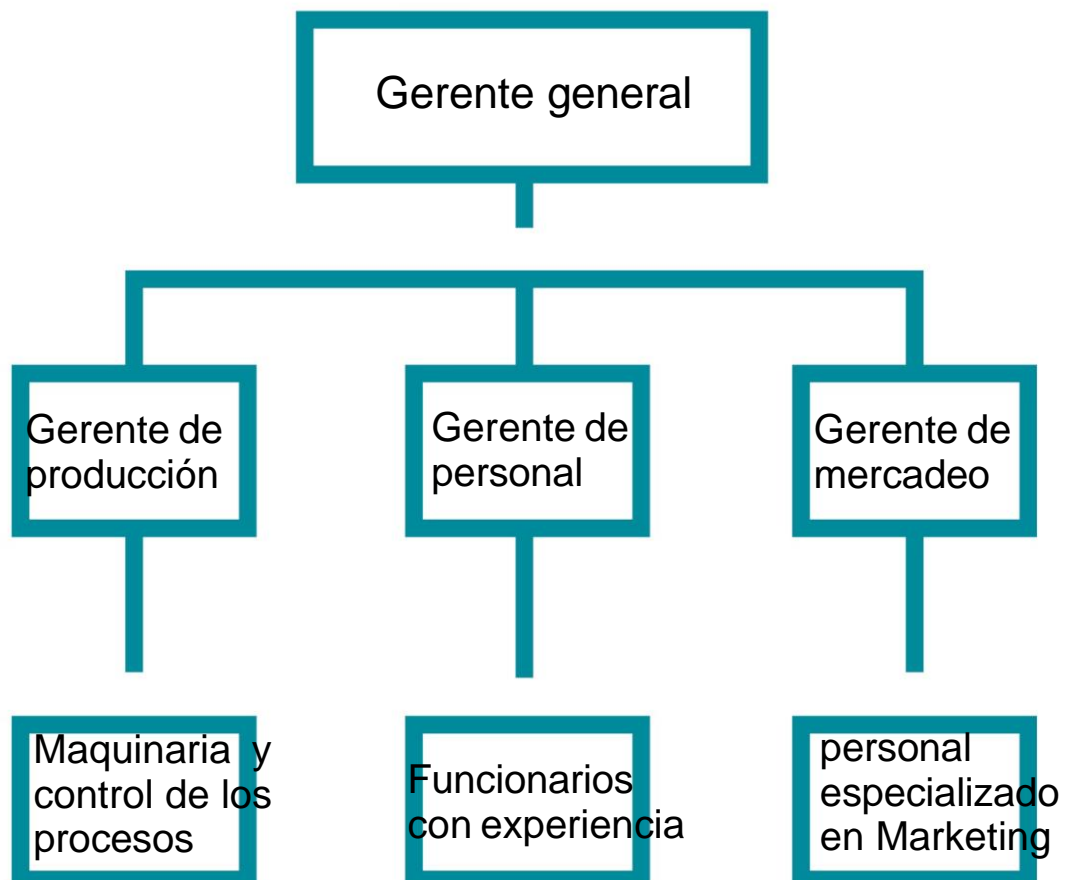 Gerente general
Gerente de
producción
Gerente de
personal
Gerente de
mercadeo
Maquinaria y
control de los
procesos
Funcionarios
con experiencia
personal
especializado
en Marketing